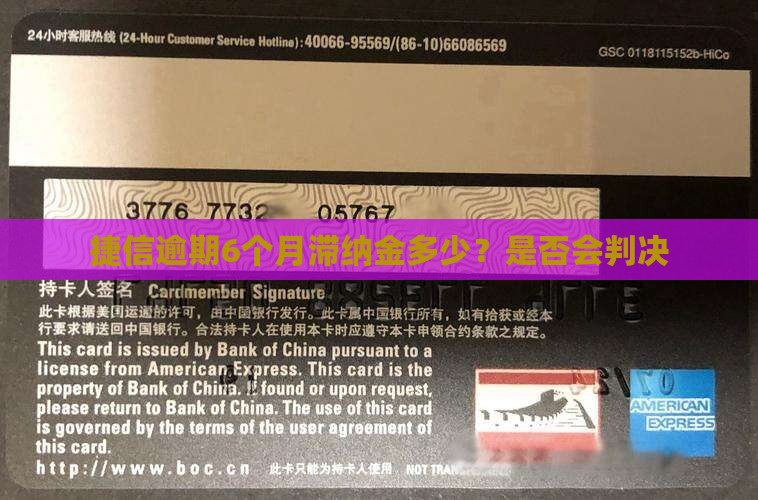 24小时客服热线 (24-Hour Customer Service Hotline):40066-95569/(86-10)66085569
GSC 0118115152b-HiCo
3776 7732 05767
捷信逾期6个月滞纳金多少？是否会判决
持卡人签名 Cardmember Signature
此卡根据美国运通的许可，由中国银行发行。此卡属中国银行所有，如有拾获或经本
行要求请送回中国银行。合法持卡人在使用本卡时应遵守本卡申领合约条款之规定。
This card is issued by Bank of China pursuant to a
license from American Express. This card is the
property of Bank of China. If found or upon request,
please return to Bank of China. The use of this card
is governed by the terms of the user agreement of
this card.
AMERICAN
EXPRESS
http://www.boc.cn 此卡只能为持卡人使用 NOT